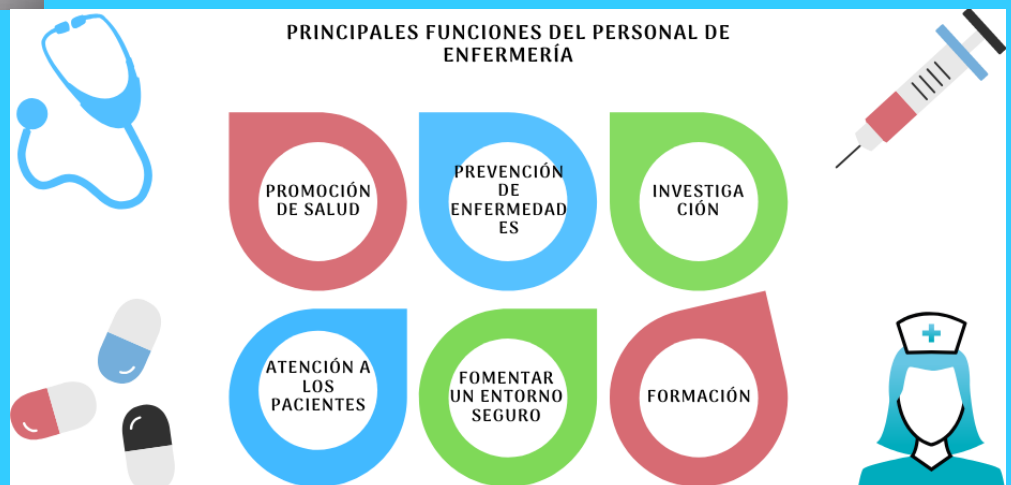 PRINCIPALES FUNCIONES DEL PERSONAL DE
ENFERMERÍA
PROMOCIÓN
DE SALUD
PREVENCIÓN
DE
ENFERMEDAD
ES
INVESTIGA
CIÓN
ATENCIÓN A
LOS
PACIENTES
FOMENTAR
UN ENTORNO
SEGURO
FORMACIÓN